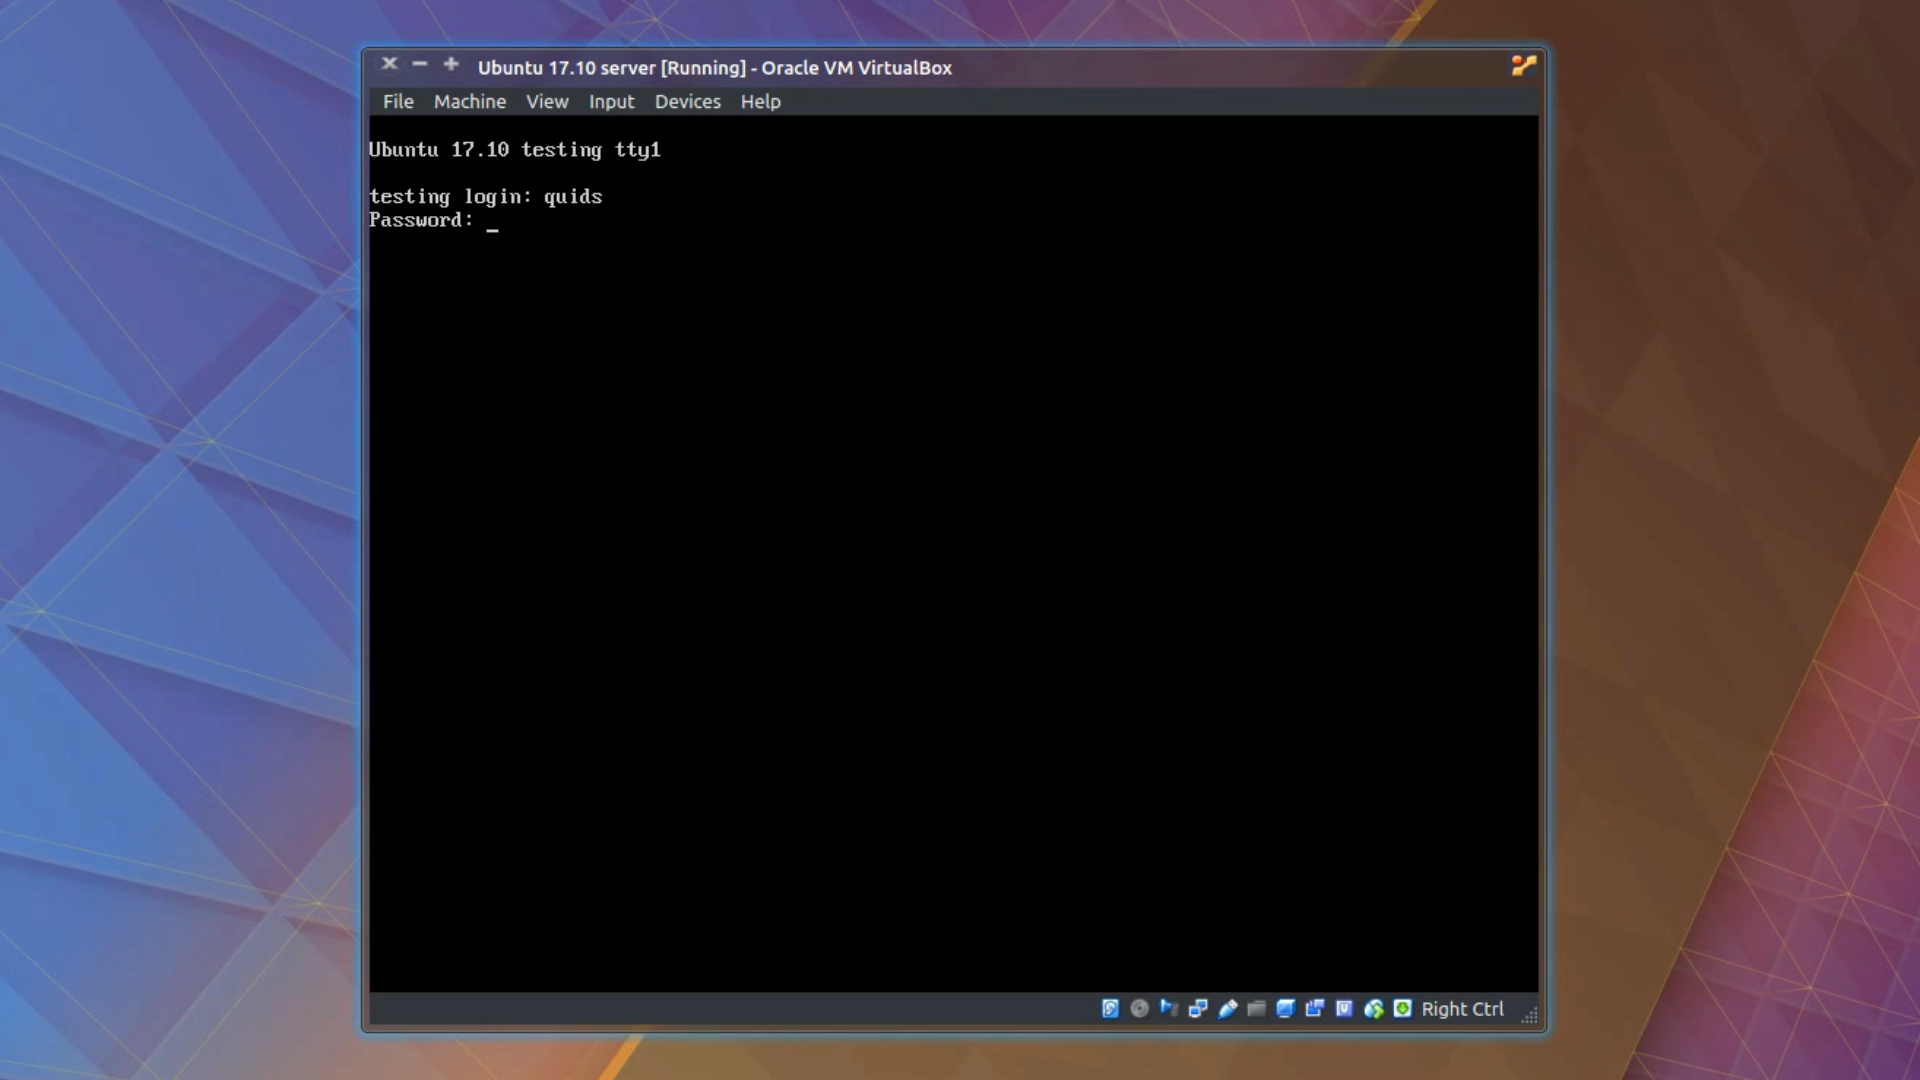 Ubuntu 17.10 server [Running] - Oracle VM VirtualBox
File Machine View Input Devices Help
Ubuntu 17.10 testing tty1
testing login: quids
Password: _
Right Ctrl